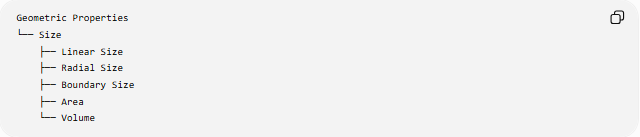 Geometric Properties
└── Size
    ├── Linear Size
    ├── Radial Size
    ├── Boundary Size
    ├── Area
    └── Volume